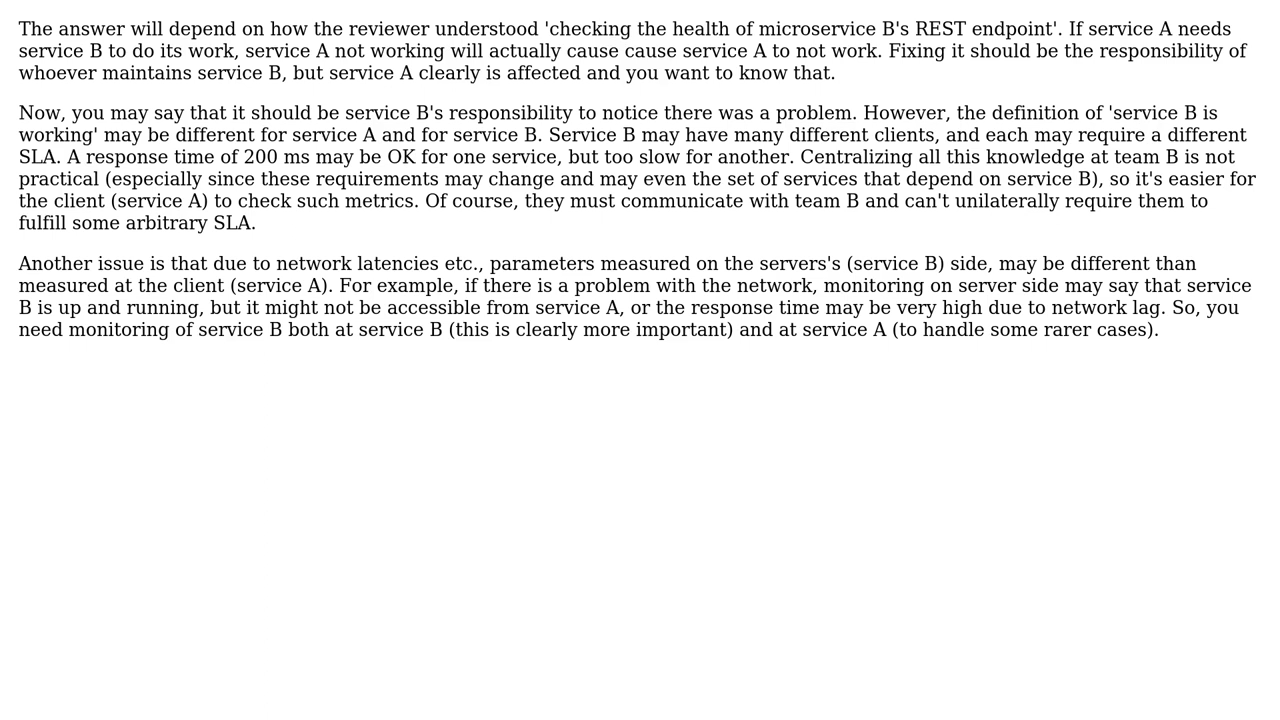 The answer will depend on how the reviewer understood 'checking the health of microservice B's REST endpoint'. If service A needs
service B to do its work, service A not working will actually cause cause service A to not work. Fixing it should be the responsibility of
whoever maintains service B, but service A clearly is affected and you want to know that.
Now, you may say that it should be service B's responsibility to notice there was a problem. However, the definition of 'service B is
working' may be different for service A and for service B. Service B may have many different clients, and each may require a different
SLA. A response time of 200 ms may be OK for one service, but too slow for another. Centralizing all this knowledge at team B is not
practical (especially since these requirements may change and may even the set of services that depend on service B), so it's easier for
the client (service A) to check such metrics. Of course, they must communicate with team B and can't unilaterally require them to
fulfill some arbitrary SLA.
Another issue is that due to network latencies etc., parameters measured on the servers's (service B) side, may be different than
measured at the client (service A). For example, if there is a problem with the network, monitoring on server side may say that service
B is up and running, but it might not be accessible from service A, or the response time may be very high due to network lag. So, you
need monitoring of service B both at service B (this is clearly more important) and at service A (to handle some rarer cases).